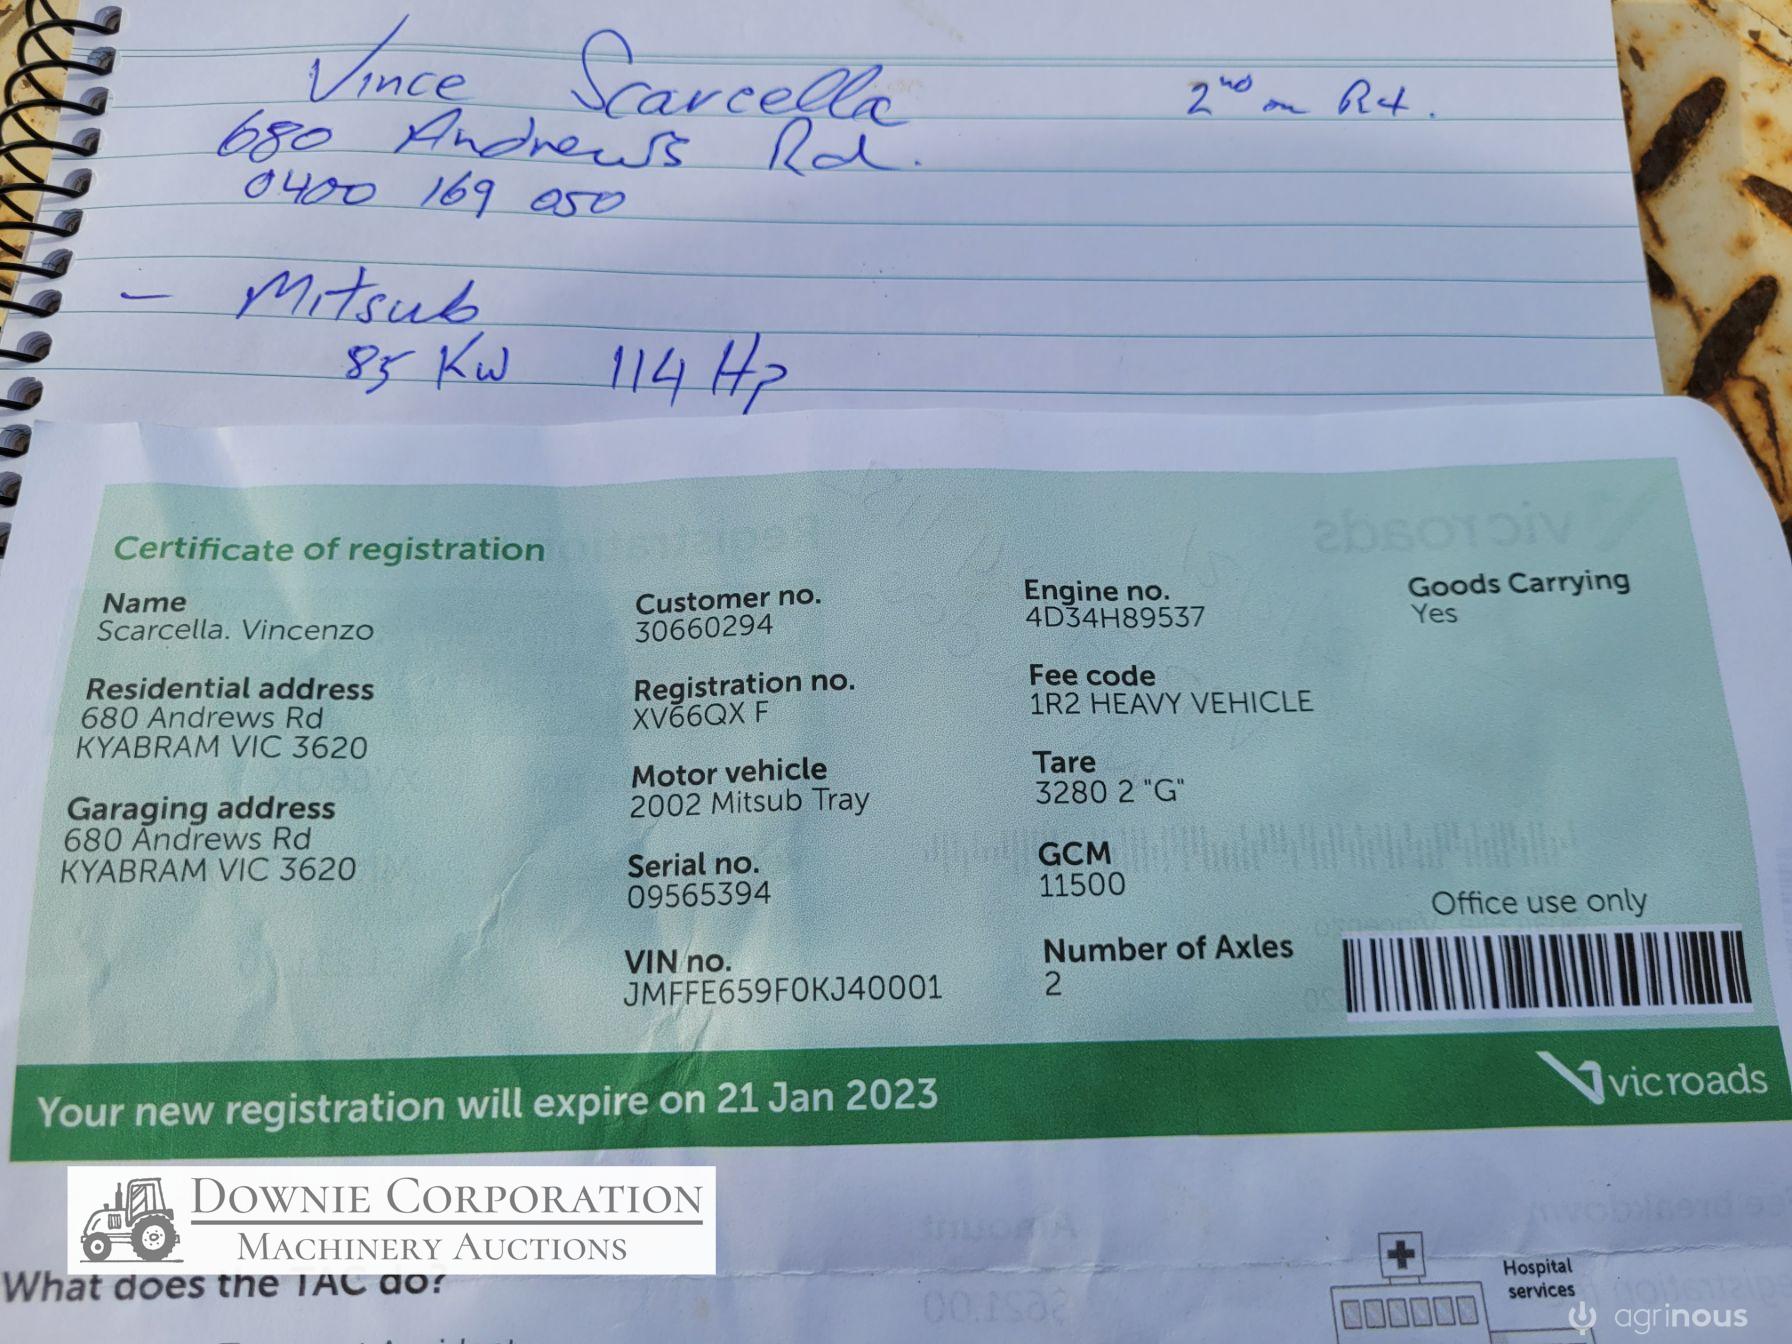 Vince Scarcella
2nd on Rt.
680 Andrews Rd.
0400 169 050
- Mitsub
85 Kw 114 Hp
Certificate of registration
Name
Scarcella. Vincenzo
Residential address
680 Andrews Rd
KYABRAM VIC 3620
Garaging address
680 Andrews Rd
KYABRAM VIC 3620
Customer no.
30660294
Registration no.
XV66QX F
Motor vehicle
2002 Mitsub Tray
Serial no.
09565394
VIN no.
JMFFE659F0KJ40001
Engine no.
4D34H89537
Fee code
1R2 HEAVY VEHICLE
Tare
3280 2 "G"
GCM
11500
Number of Axles
2
Goods Carrying
Yes
Office use only
Your new registration will expire on 21 Jan 2023
vicroads
DOWNIE CORPORATION
MACHINERY AUCTIONS
What does the TAC do?
Hospital
services
agrinous